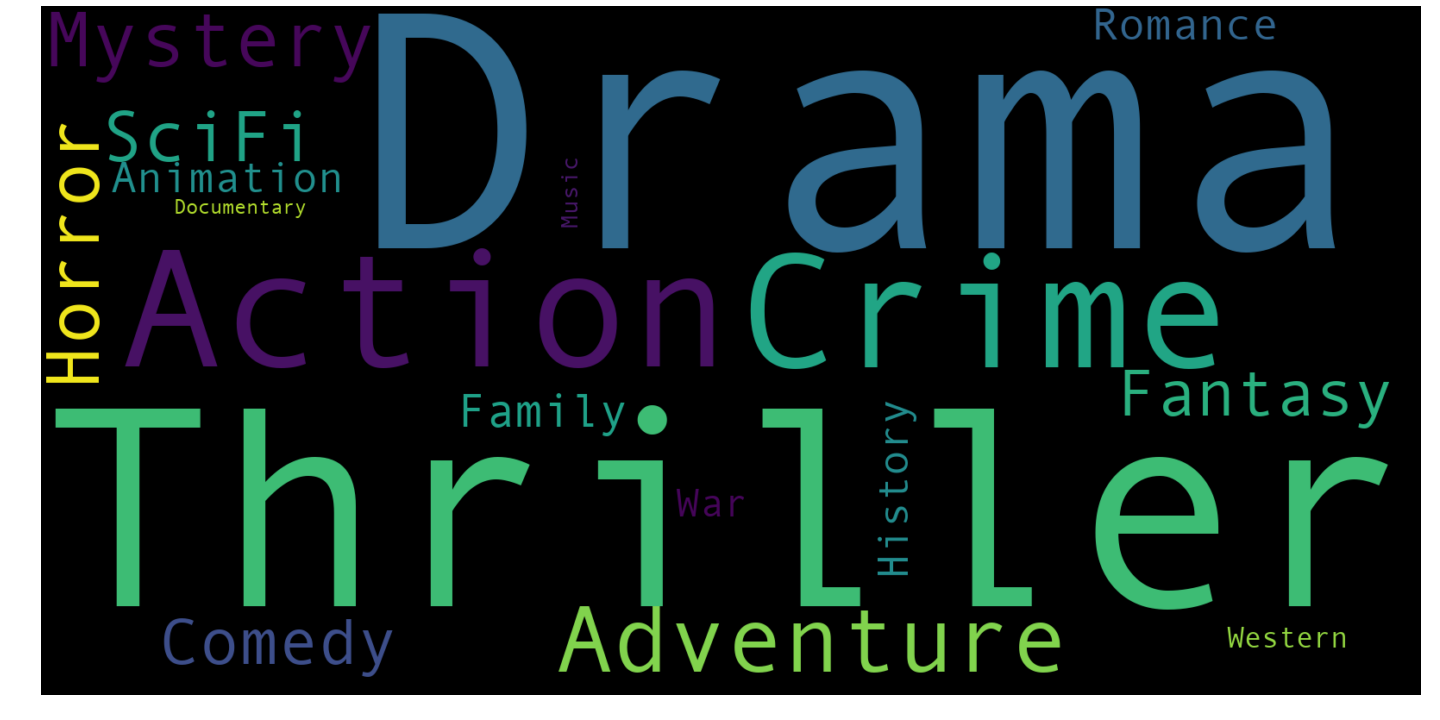 Mystery
Drama
Romance
SciFi
Animation
Documentary
Music
Horror
Action
Crime
Fantasy
Family
Thriller
War
History
Comedy
Adventure
Western